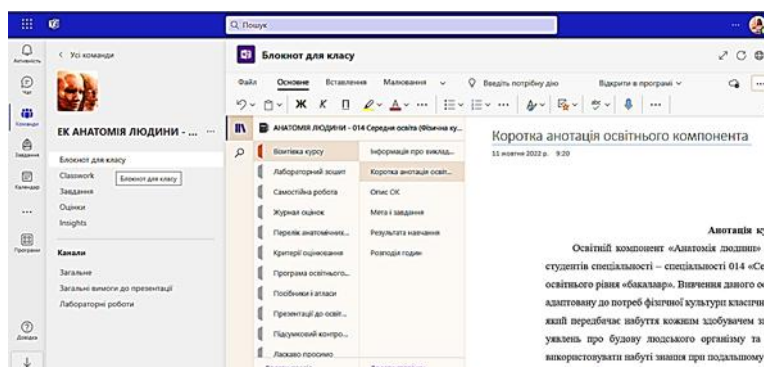 Пошук
Активність
Чат
Команди
Завдання
Календар
Програми
Довідка
Усі команди
ЕК АНАТОМІЯ ЛЮДИНИ - ...
Блокнот для класу
Classwork
Блокнот для класу
Завдання
Оцінки
Insights
Канали
Загальне
Загальні вимоги до презентації
Лабораторні роботи
Блокнот для класу
Файл Основне Вставлення Малювання Введіть потрібну дію Відкрити в програмі
Ж К П
АНАТОМІЯ ЛЮДИНИ - 014 Середня освіта (Фізична ку...
Візитівка курсу
Лабораторний зошит
Самостійна робота
Журнал оцінок
Перелік анатомічних...
Критерії оцінювання
Програма освітнього...
Посібники і атласи
Презентації до освіт...
Підсумковий контро...
Ласкаво просимо
Інформація про виклад...
Коротка анотація освіт...
Опис ОК
Мета і завдання
Результати навчання
Розподіл годин
Коротка анотація освітнього компонента
11 жовтня 2022 р. 9:20
Анотація ку
Освітній компонент «Анатомія людини»
студентів спеціальності – спеціальності 014 «Се
освітнього рівня «бакалавр». Вивчення даного ос
адаптовану до потреб фізичної культури класичн
який передбачає набуття кожним здобувачем зн
уявлень про будову людського організму та
використовувати набуті знання при подальшому